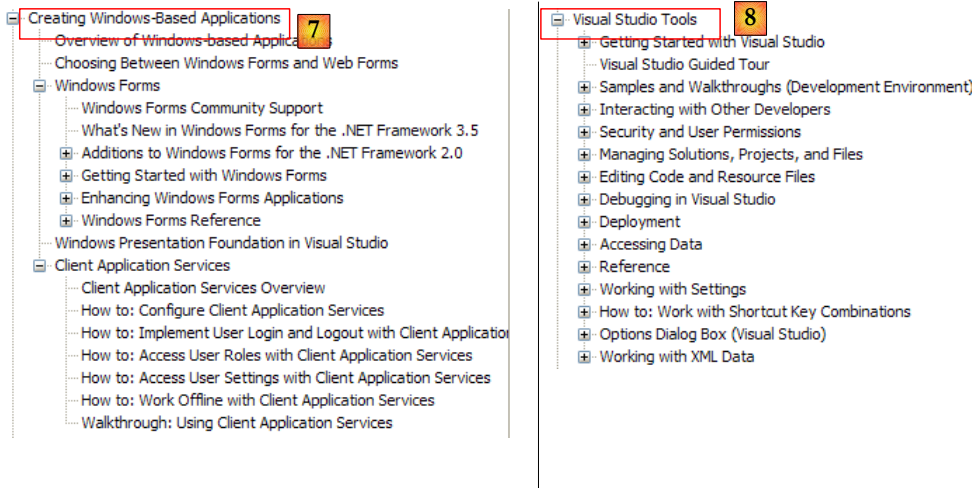 Creating Windows-Based Applications
7
Overview of Windows-based Applications
Choosing Between Windows Forms and Web Forms
Windows Forms
Windows Forms Community Support
What's New in Windows Forms for the .NET Framework 3.5
Additions to Windows Forms for the .NET Framework 2.0
Getting Started with Windows Forms
Enhancing Windows Forms Applications
Windows Forms Reference
Windows Presentation Foundation in Visual Studio
Client Application Services
Client Application Services Overview
How to: Configure Client Application Services
How to: Implement User Login and Logout with Client Application
How to: Access User Roles with Client Application Services
How to: Access User Settings with Client Application Services
How to: Work Offline with Client Application Services
Walkthrough: Using Client Application Services
Visual Studio Tools
8
Getting Started with Visual Studio
Visual Studio Guided Tour
Samples and Walkthroughs (Development Environment)
Interacting with Other Developers
Security and User Permissions
Managing Solutions, Projects, and Files
Editing Code and Resource Files
Debugging in Visual Studio
Deployment
Accessing Data
Reference
Working with Settings
How to: Work with Shortcut Key Combinations
Options Dialog Box (Visual Studio)
Working with XML Data